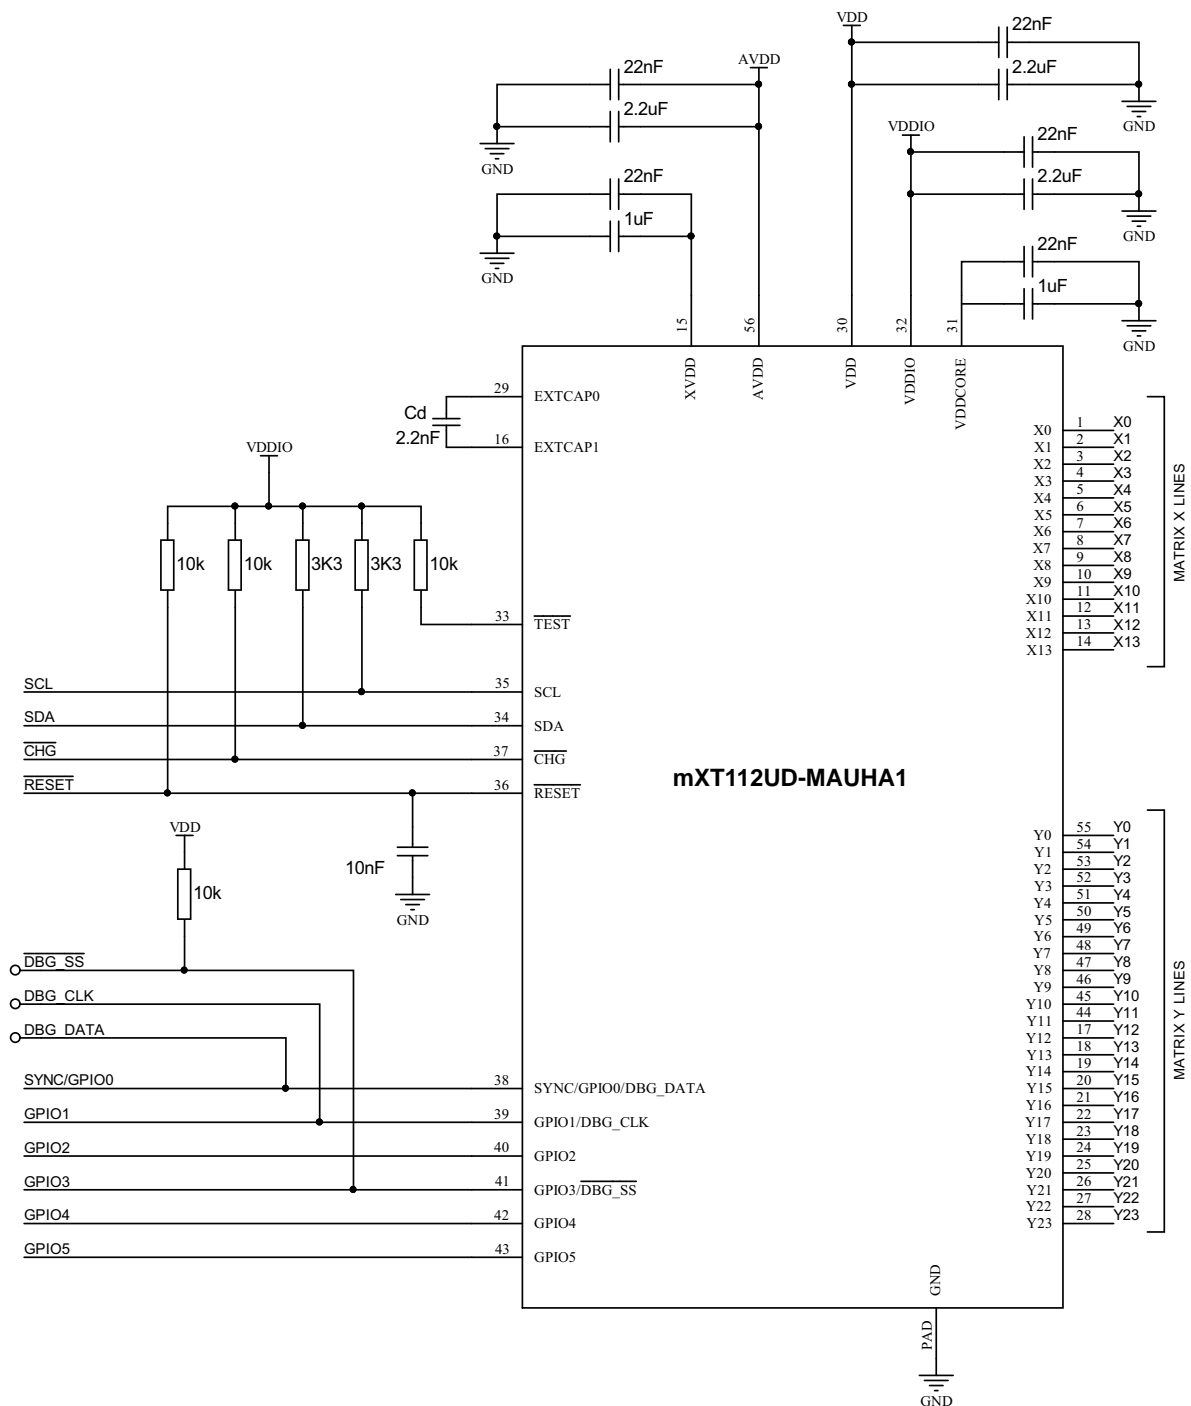 VDD
22nF
2.2uF
GND
AVDD
22nF
2.2uF
GND
VDDIO
22nF
2.2uF
GND
22nF
1uF
GND
22nF
1uF
GND
15
56
30
32
31
XVDD
AVDD
VDD
VDDIO
VDDCORE
29 EXTCAP0
Cd
2.2nF
16 EXTCAP1
VDDIO
10k 10k 3K3 3K3 10k
33 TEST
SCL 35 SCL
SDA 34 SDA
CHG 37 CHG
RESET 36 RESET
mXT112UD-MAUHA1
VDD
10k
10nF
GND
DBG_SS
DBG_CLK
DBG_DATA
SYNC/GPIO0 38 SYNC/GPIO0/DBG_DATA
GPIO1 39 GPIO1/DBG_CLK
GPIO2 40 GPIO2
GPIO3 41 GPIO3/DBG_SS
GPIO4 42 GPIO4
GPIO5 43 GPIO5
X0 1 X0
X1 2 X1
X2 3 X2
X3 4 X3
X4 5 X4
X5 6 X5
X6 7 X6
X7 8 X7
X8 9 X8
X9 10 X9
X10 11 X10
X11 12 X11
X12 13 X12
X13 14 X13
MATRIX X LINES
Y0 55 Y0
Y1 54 Y1
Y2 53 Y2
Y3 52 Y3
Y4 51 Y4
Y5 50 Y5
Y6 49 Y6
Y7 48 Y7
Y8 47 Y8
Y9 46 Y9
Y10 45 Y10
Y11 44 Y11
Y12 17 Y12
Y13 18 Y13
Y14 19 Y14
Y15 20 Y15
Y16 21 Y16
Y17 22 Y17
Y18 23 Y18
Y19 24 Y19
Y20 25 Y20
Y21 26 Y21
Y22 27 Y22
Y23 28 Y23
MATRIX Y LINES
GND
PAD
GND